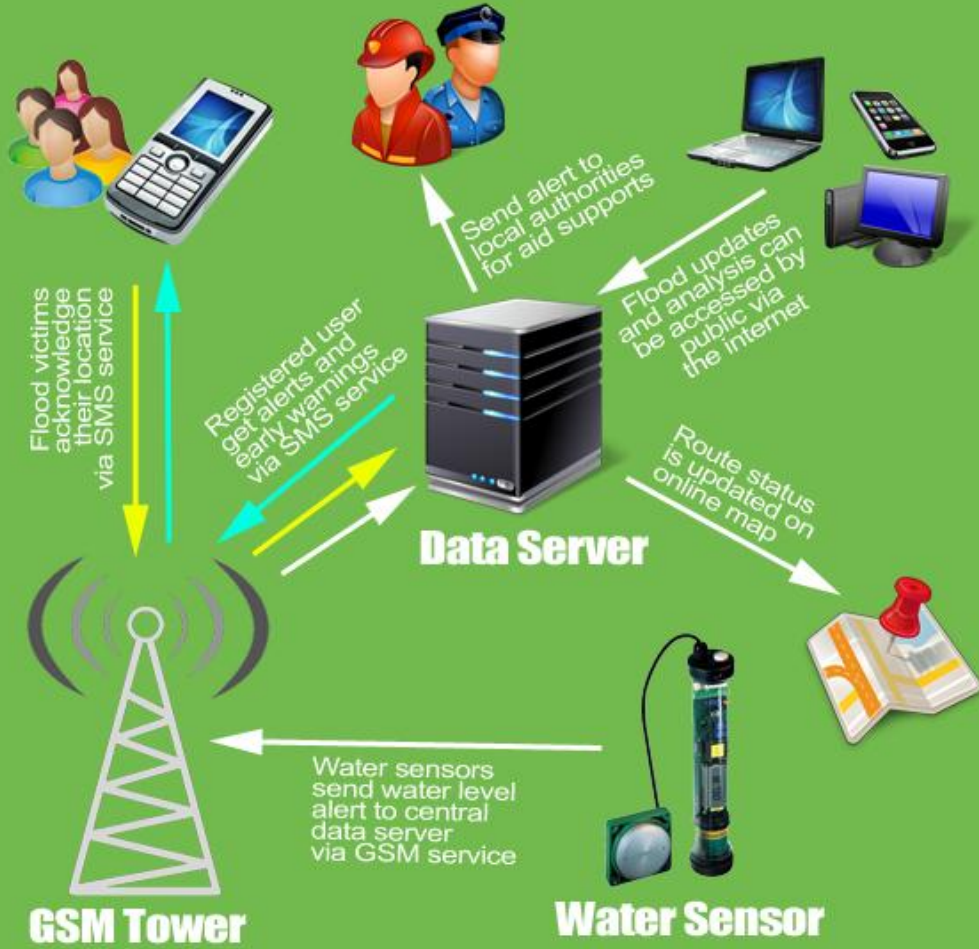 Send alert to
local authorities
for aid supports
Flood updates
and analysis can
be accessed by
public via
the internet
Flood victims
acknowledge
their location
via SMS service
Registered user
get alerts and
early warnings
via SMS service
Route status
is updated on
online map
Data Server
Water sensors
send water level
alert to central
data server
via GSM service
GSM Tower
Water Sensor